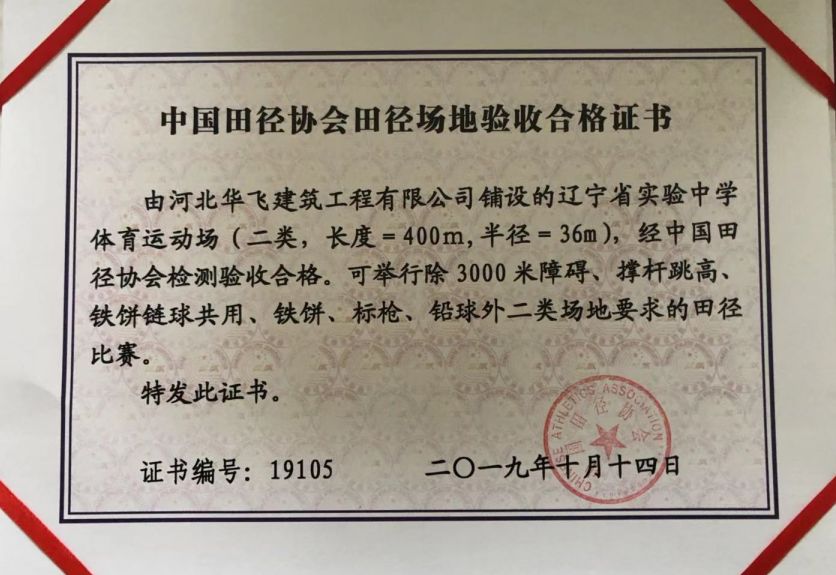 中国田径协会田径场地验收合格证书
由河北华飞建筑工程有限公司铺设的辽宁省实验中学
体育运动场（二类，长度=400m,半径=36m），经中国田
径协会检测验收合格。可举行除3000米障碍、撑杆跳高、
铁饼链球共用、铁饼、标枪、铅球外二类场地要求的田径
比赛。
特发此证书。
中国田径协会
CHINESE ATHLETICS ASSOCIATION
证书编号：19105
二〇一九年十月十四日